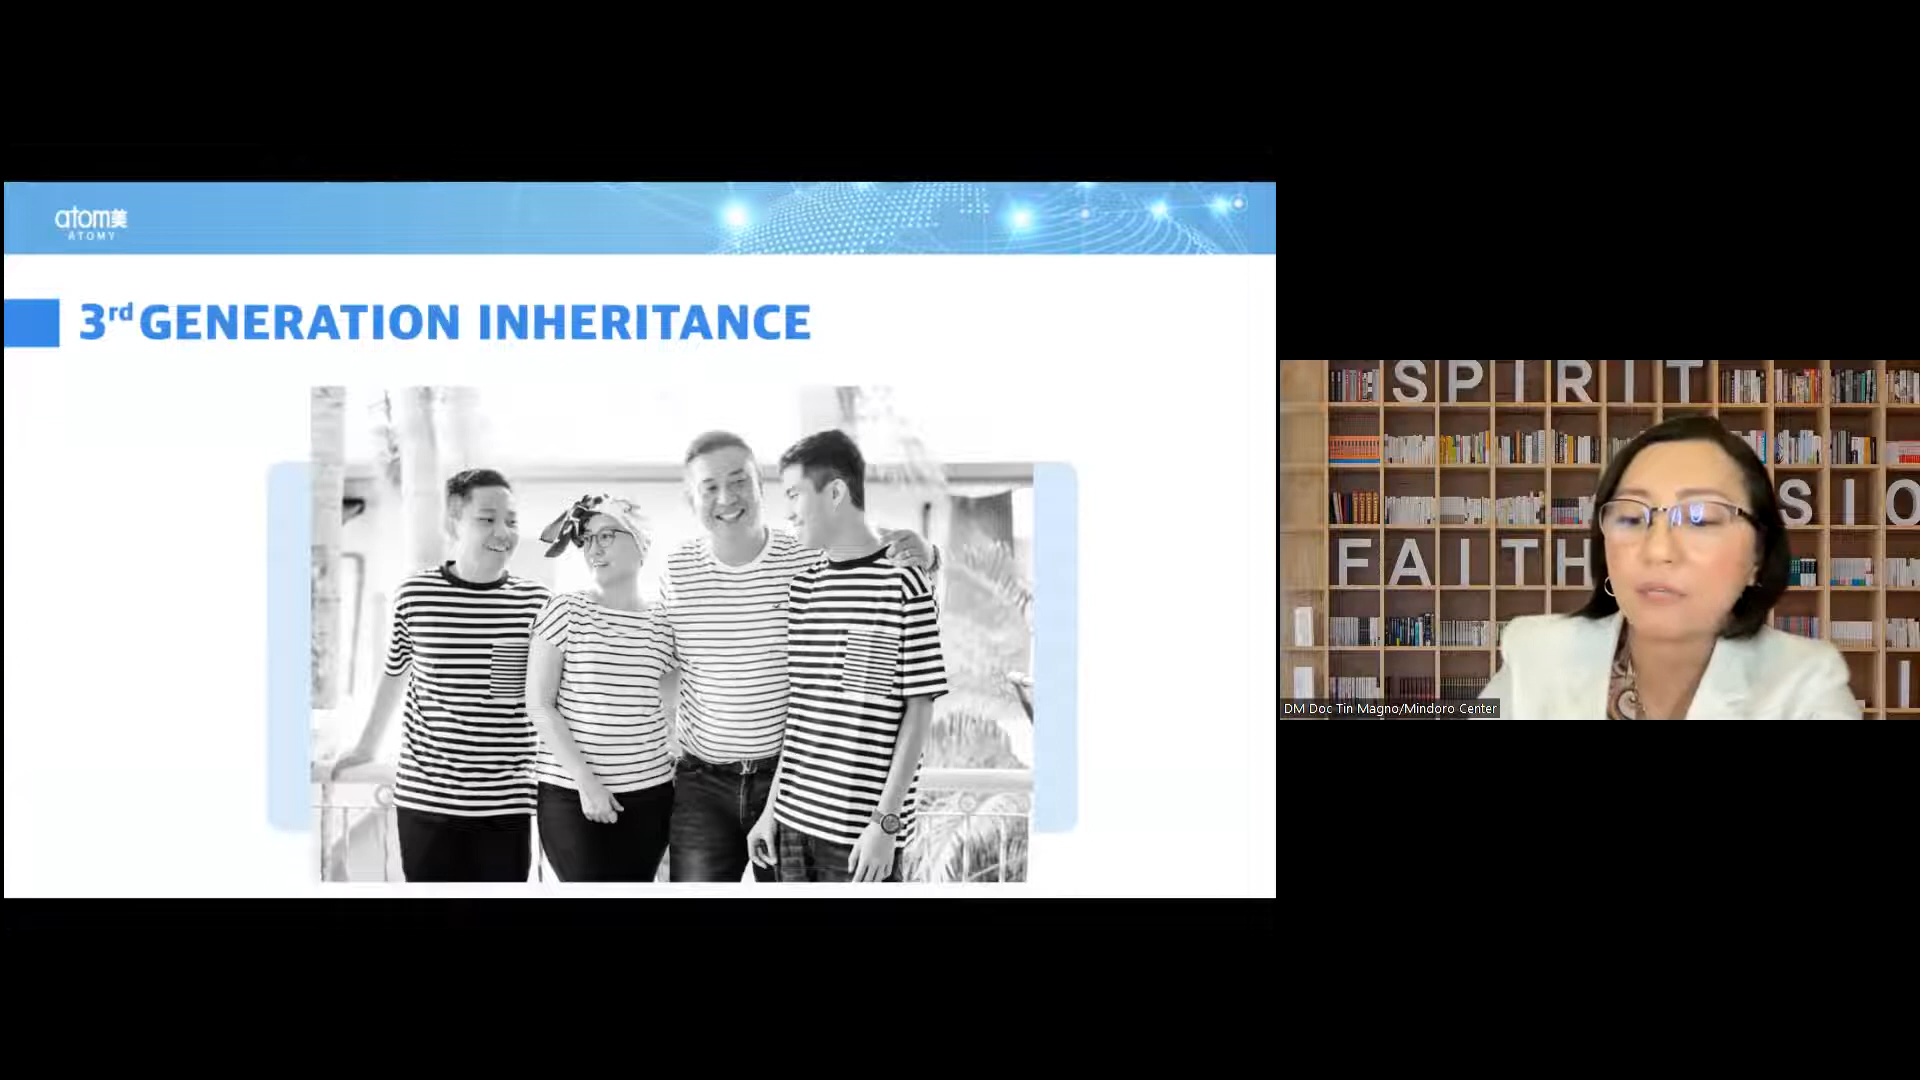 atom美
ATOMY
3rd GENERATION INHERITANCE
SPIRIT
SIO
FAITH
DM Doc Tin Magno/Mindoro Center